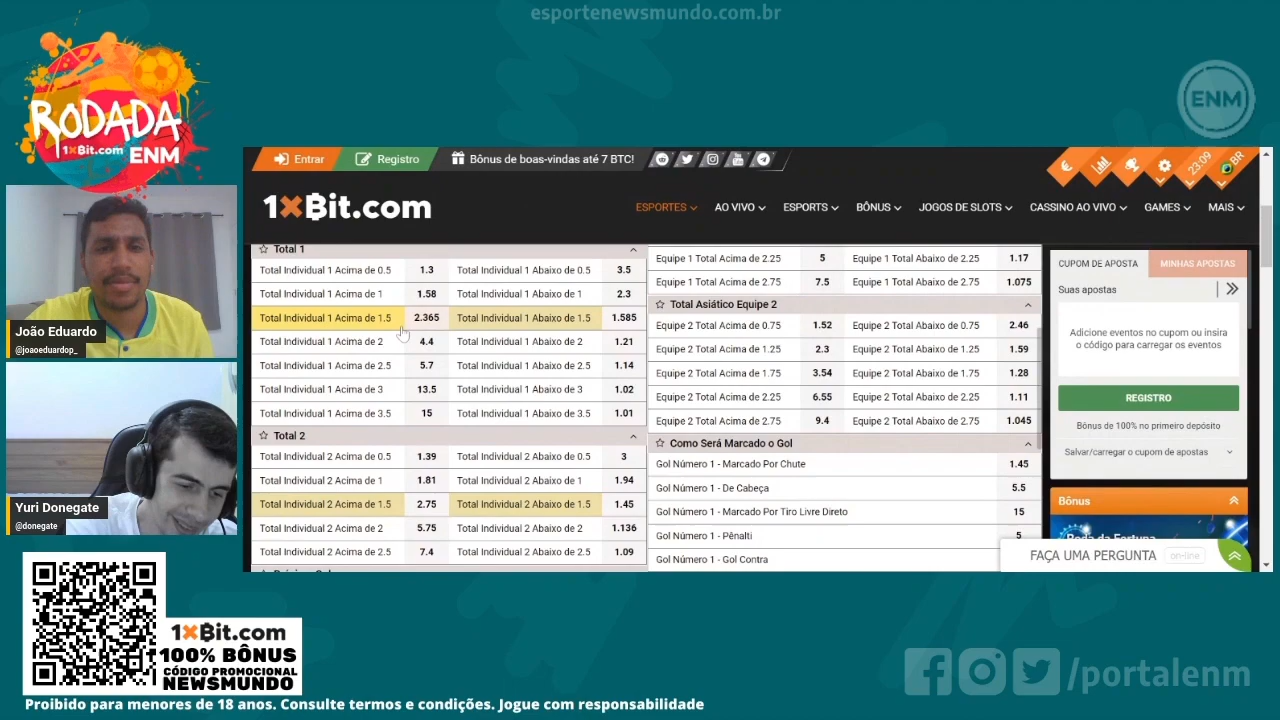 esportenewsmundo.com.br
RODADA
1xBit.com
ENM
ENM
Entrar
Registro
Bônus de boas-vindas até 7 BTC!
23:09
BR
1xBit.com
ESPORTES
AO VIVO
ESPORTS
BÔNUS
JOGOS DE SLOTS
CASSINO AO VIVO
GAMES
MAIS
Total 1
Total Individual 1 Acima de 0.5 1.3 Total Individual 1 Abaixo de 0.5 3.5
Total Individual 1 Acima de 1 1.58 Total Individual 1 Abaixo de 1 2.3
Total Individual 1 Acima de 1.5 2.365 Total Individual 1 Abaixo de 1.5 1.585
Total Individual 1 Acima de 2 4.4 Total Individual 1 Abaixo de 2 1.21
Total Individual 1 Acima de 2.5 5.7 Total Individual 1 Abaixo de 2.5 1.14
Total Individual 1 Acima de 3 13.5 Total Individual 1 Abaixo de 3 1.02
Total Individual 1 Acima de 3.5 15 Total Individual 1 Abaixo de 3.5 1.01
Total 2
Total Individual 2 Acima de 0.5 1.39 Total Individual 2 Abaixo de 0.5 3
Total Individual 2 Acima de 1 1.81 Total Individual 2 Abaixo de 1 1.94
Total Individual 2 Acima de 1.5 2.75 Total Individual 2 Abaixo de 1.5 1.45
Total Individual 2 Acima de 2 5.75 Total Individual 2 Abaixo de 2 1.136
Total Individual 2 Acima de 2.5 7.4 Total Individual 2 Abaixo de 2.5 1.09
Equipe 1 Total Acima de 2.25 5 Equipe 1 Total Abaixo de 2.25 1.17
Equipe 1 Total Acima de 2.75 7.5 Equipe 1 Total Abaixo de 2.75 1.075
Total Asiático Equipe 2
Equipe 2 Total Acima de 0.75 1.52 Equipe 2 Total Abaixo de 0.75 2.46
Equipe 2 Total Acima de 1.25 2.3 Equipe 2 Total Abaixo de 1.25 1.59
Equipe 2 Total Acima de 1.75 3.54 Equipe 2 Total Abaixo de 1.75 1.28
Equipe 2 Total Acima de 2.25 6.55 Equipe 2 Total Abaixo de 2.25 1.11
Equipe 2 Total Acima de 2.75 9.4 Equipe 2 Total Abaixo de 2.75 1.045
Como Será Marcado o Gol
Gol Número 1 - Marcado Por Chute 1.45
Gol Número 1 - De Cabeça 5.5
Gol Número 1 - Marcado Por Tiro Livre Direto 15
Gol Número 1 - Pênalti 5
Gol Número 1 - Gol Contra
CUPOM DE APOSTA
MINHAS APOSTAS
Suas apostas
Adicione eventos no cupom ou insira
o código para carregar os eventos
REGISTRO
Bônus de 100% no primeiro depósito
Salvar/carregar o cupom de apostas
Bônus
Roda da Fortuna
FAÇA UMA PERGUNTA on-line
João Eduardo
@joaoeduardop_
Yuri Donegate
@donegate
1xBit.com
100% BÔNUS
CÓDIGO PROMOCIONAL
NEWSMUNDO
/portalenm
Proibido para menores de 18 anos. Consulte termos e condições. Jogue com responsabilidade